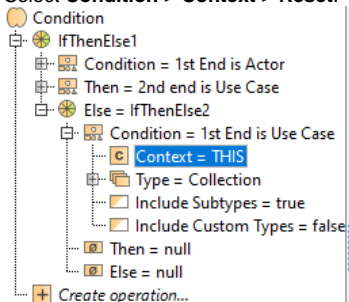 Select Condition > Context > Reset.
Condition
IfThenElse1
Condition = 1st End is Actor
Then = 2nd end is Use Case
Else = IfThenElse2
Condition = 1st End is Use Case
C Context = THIS
Type = Collection
Include Subtypes = true
Include Custom Types = false
Then = null
Else = null
Create operation...